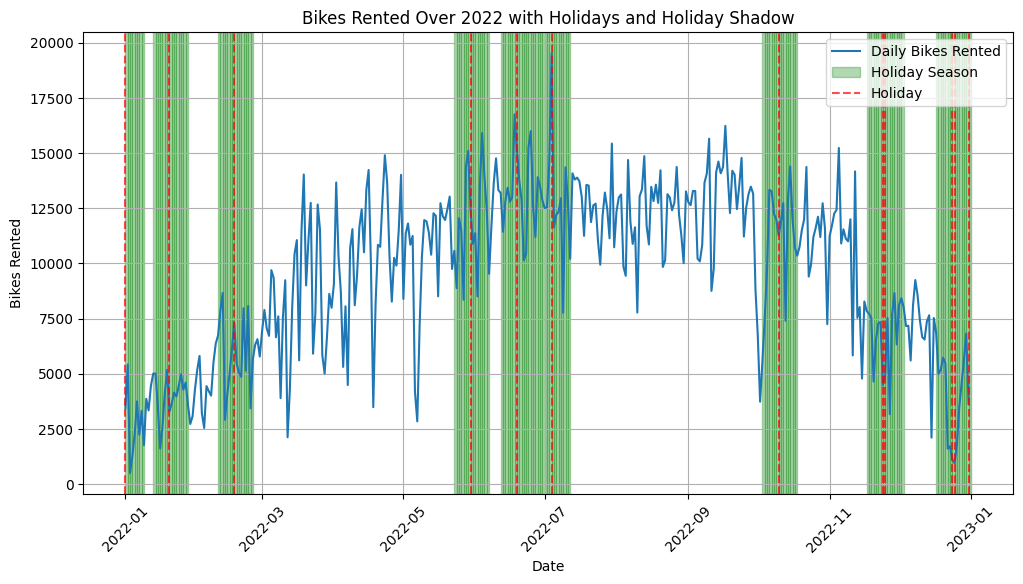 Bikes Rented Over 2022 with Holidays and Holiday Shadow
Daily Bikes Rented
Holiday Season
Holiday
Bikes Rented
20000
17500
15000
12500
10000
7500
5000
2500
0
2022-01
2022-03
2022-05
2022-07
2022-09
2022-11
2023-01
Date